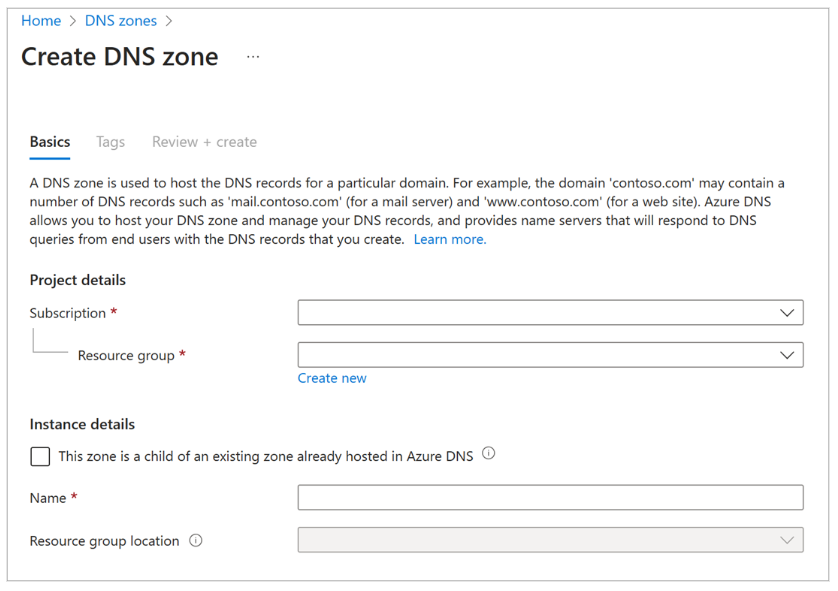 Home > DNS zones >
Create DNS zone ...
Basics Tags Review + create
A DNS zone is used to host the DNS records for a particular domain. For example, the domain 'contoso.com' may contain a
number of DNS records such as 'mail.contoso.com' (for a mail server) and 'www.contoso.com' (for a web site). Azure DNS
allows you to host your DNS zone and manage your DNS records, and provides name servers that will respond to DNS
queries from end users with the DNS records that you create. Learn more.
Project details
Subscription *
Resource group *
Create new
Instance details
This zone is a child of an existing zone already hosted in Azure DNS
Name *
Resource group location